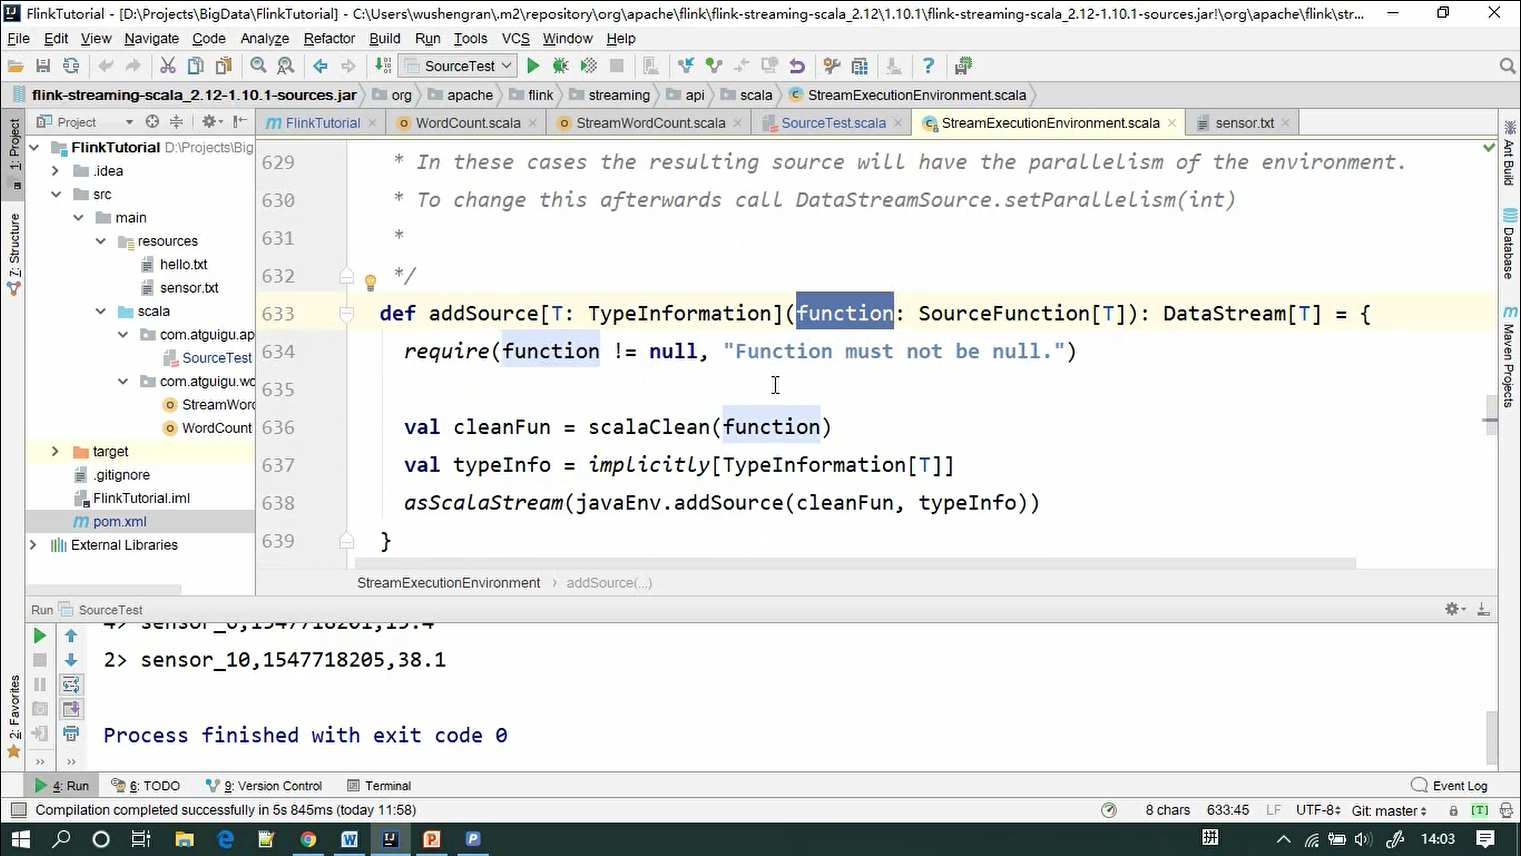 FlinkTutorial - [D:\Projects\BigData\FlinkTutorial] - C:\Users\wushengran\.m2\repository\org\apache\flink\flink-streaming-scala_2.12\1.10.1\flink-streaming-scala_2.12-1.10.1-sources.jar!\org\apache\flink\str...
File Edit View Navigate Code Analyze Refactor Build Run Tools VCS Window Help
SourceTest
flink-streaming-scala_2.12-1.10.1-sources.jar org apache flink streaming api scala StreamExecutionEnvironment.scala
Project
FlinkTutorial WordCount.scala StreamWordCount.scala SourceTest.scala StreamExecutionEnvironment.scala sensor.txt
1: Project
7: Structure
2: Favorites
FlinkTutorial D:\Projects\Big
.idea
src
main
resources
hello.txt
sensor.txt
scala
com.atguigu.ap
SourceTest
com.atguigu.wo
StreamWor
WordCount
target
.gitignore
FlinkTutorial.iml
pom.xml
External Libraries
629 * In these cases the resulting source will have the parallelism of the environment.
630 * To change this afterwards call DataStreamSource.setParallelism(int)
631 *
632 */
633 def addSource[T: TypeInformation](function: SourceFunction[T]): DataStream[T] = {
634 require(function != null, "Function must not be null.")
635
636 val cleanFun = scalaClean(function)
637 val typeInfo = implicitly[TypeInformation[T]]
638 asScalaStream(javaEnv.addSource(cleanFun, typeInfo))
639 }
StreamExecutionEnvironment addSource(...)
Ant Build
Database
Maven Projects
Run SourceTest
4> sensor_6,1547718201,15.4
2> sensor_10,1547718205,38.1
Process finished with exit code 0
4: Run 6: TODO 9: Version Control Terminal Event Log
Compilation completed successfully in 5s 845ms (today 11:58) 8 chars 633:45 LF UTF-8 Git: master [T]
拼 14:03